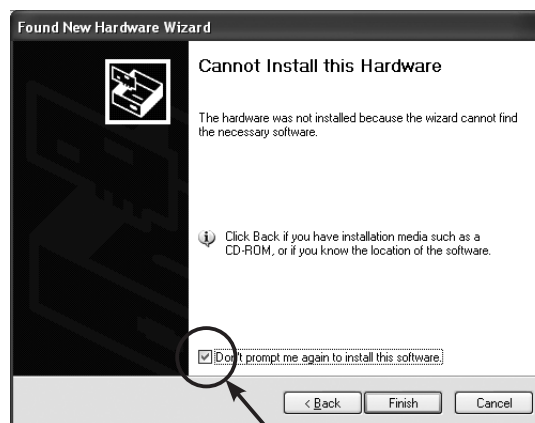 Found New Hardware Wizard
Cannot Install this Hardware
The hardware was not installed because the wizard cannot find
the necessary software.
Click Back if you have installation media such as a
CD-ROM, or if you know the location of the software.
Don't prompt me again to install this software.
< Back
Finish
Cancel